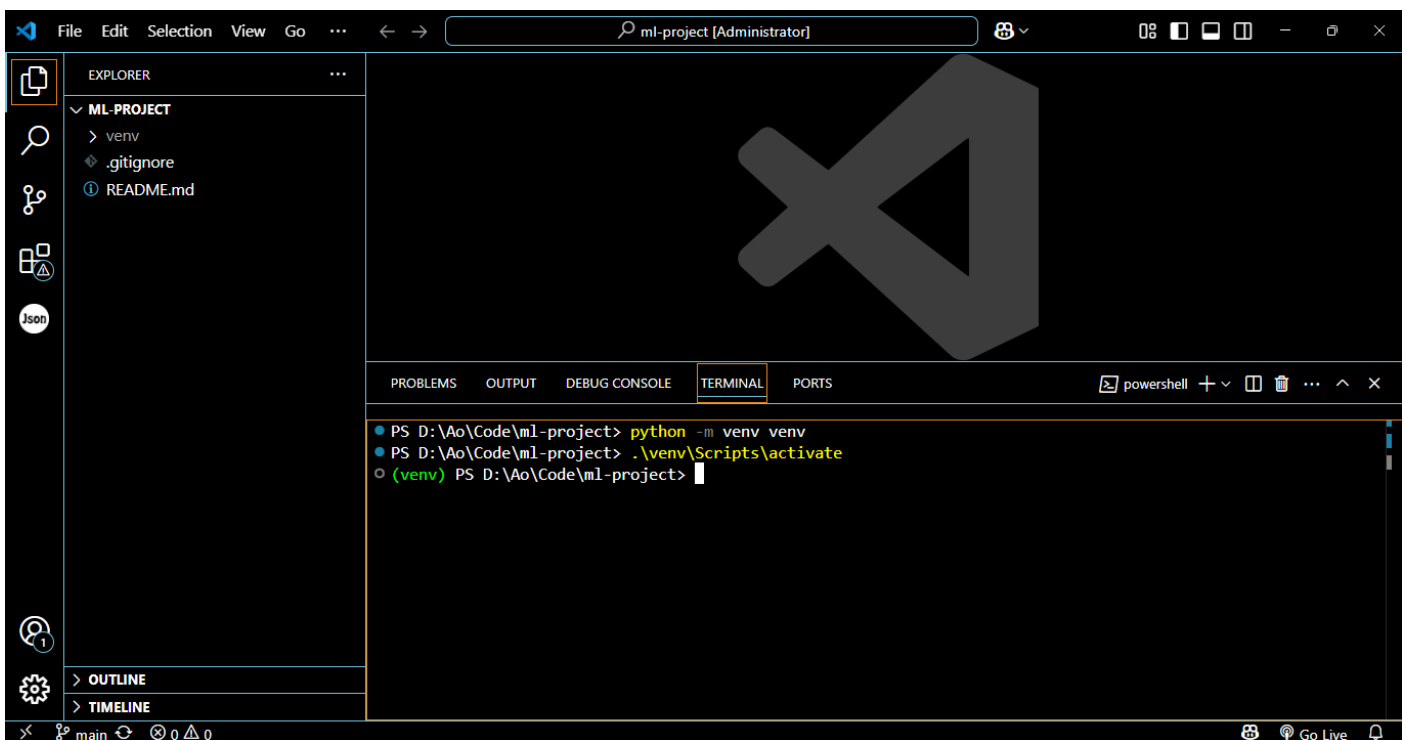 File Edit Selection View Go ... ml-project [Administrator]
EXPLORER ...
ML-PROJECT
venv
.gitignore
README.md
Json
PROBLEMS OUTPUT DEBUG CONSOLE TERMINAL PORTS powershell ...
PS D:\Ao\Code\ml-project> python -m venv venv
PS D:\Ao\Code\ml-project> .\venv\Scripts\activate
(venv) PS D:\Ao\Code\ml-project>
1
OUTLINE
TIMELINE
main 0 0 Go Live